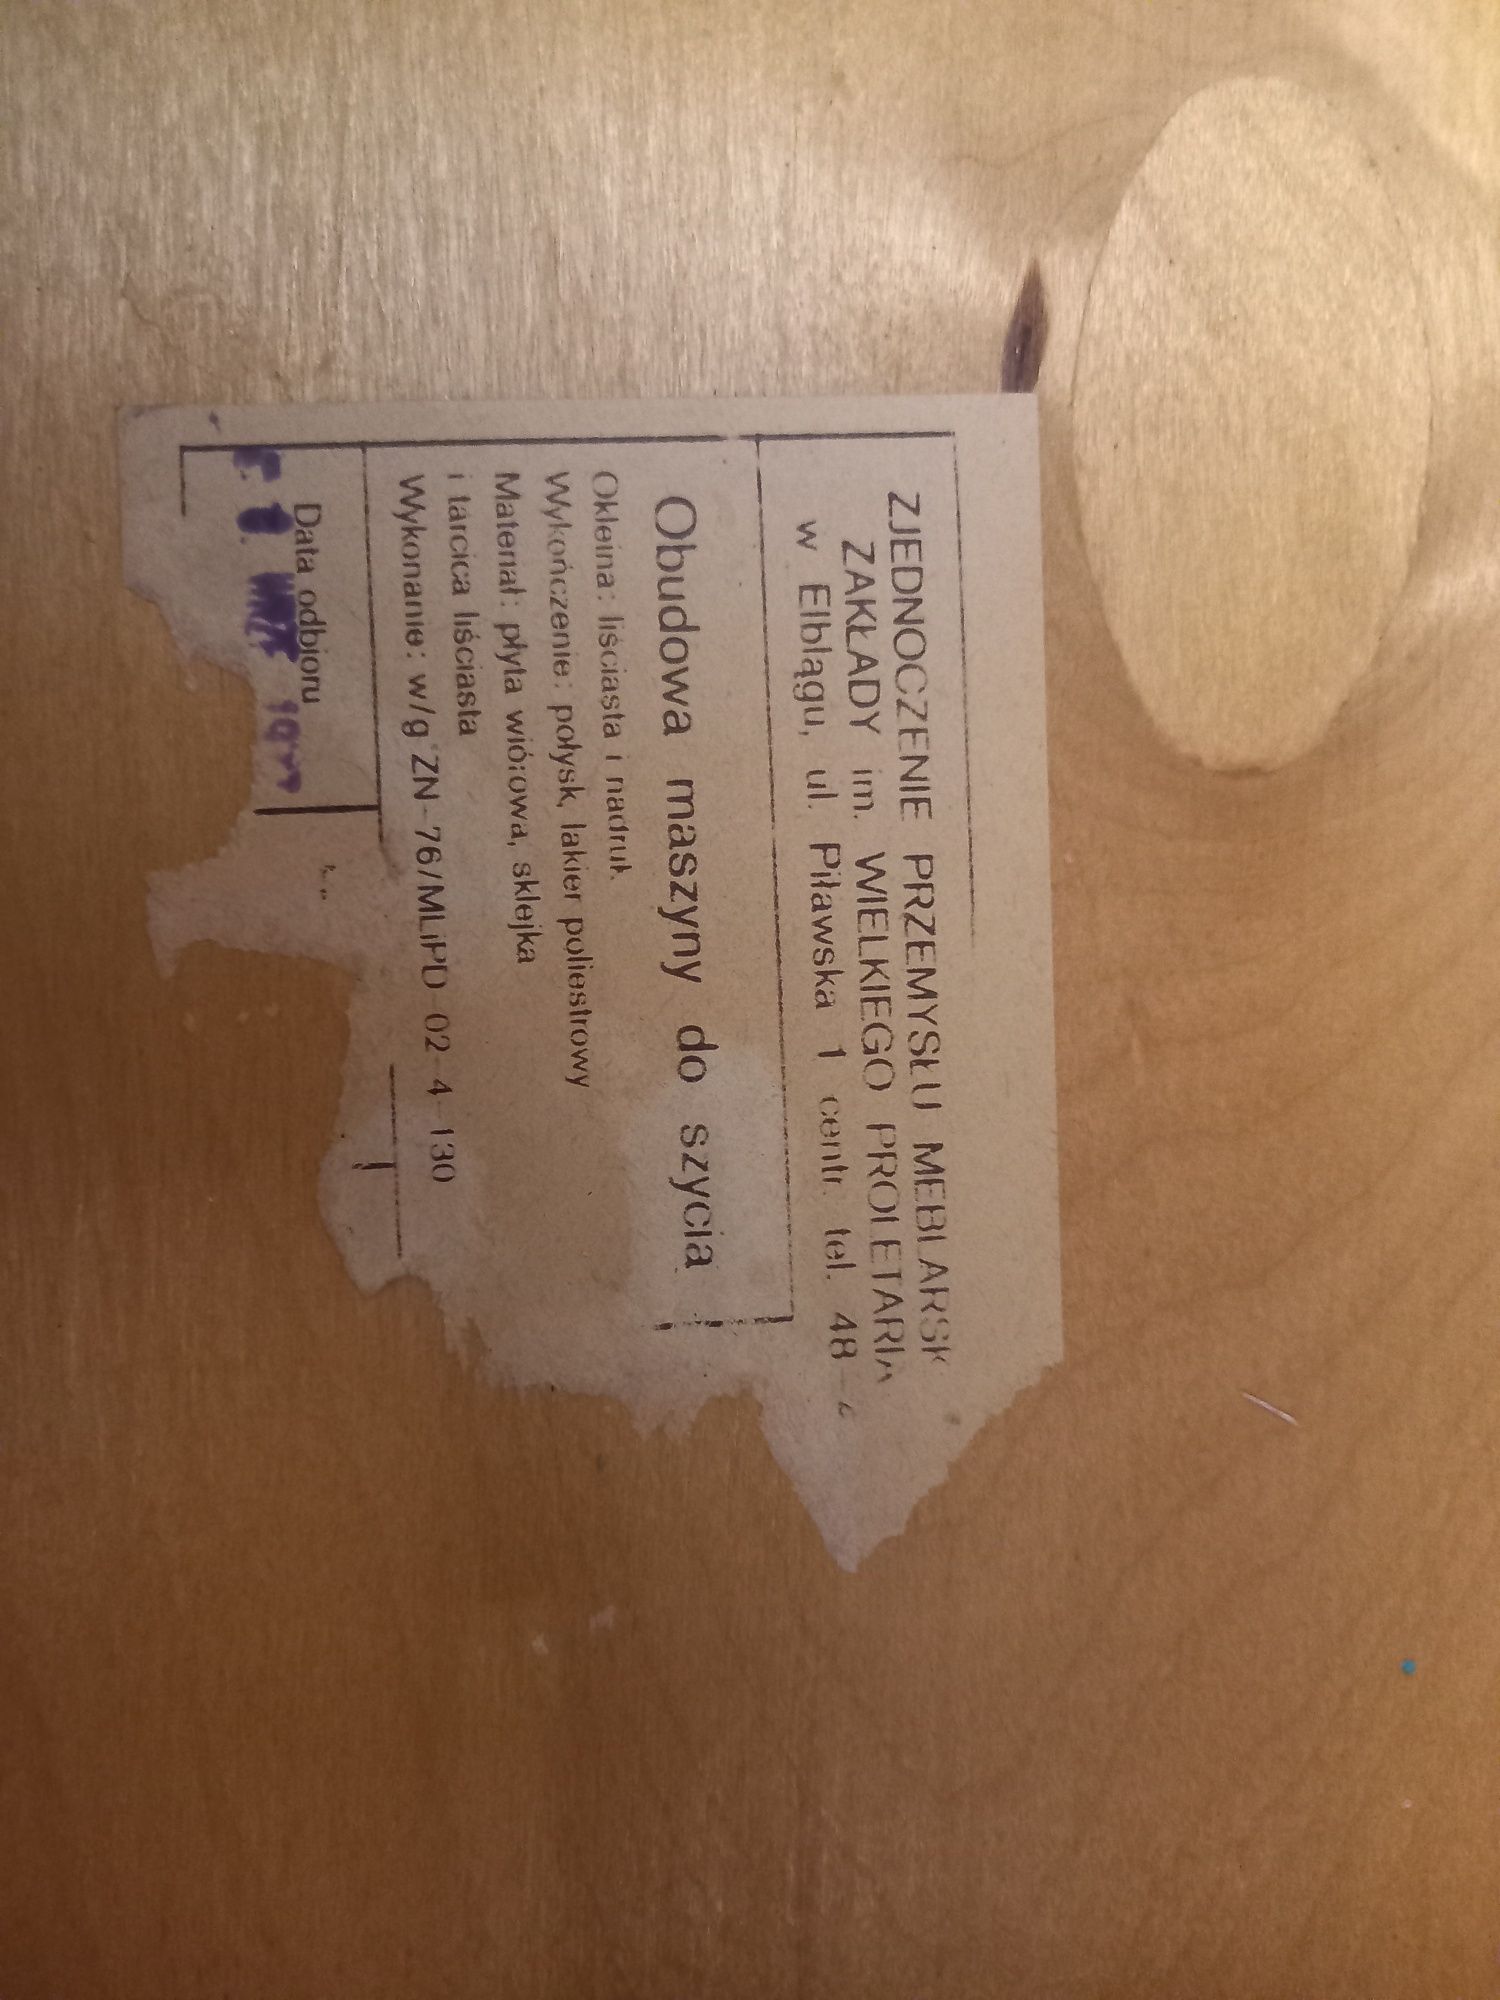 ZJEDNOCZENIE PRZEMYSŁU MEBLARSK
ZAKŁADY im. WIELKIEGO PROLETARIA
w Elblągu, ul. Piławska 1 centr. tel. 48
Obudowa maszyny do szycia
Okleina: liściasta i nadruk
Wykończenie: połysk, lakier poliestrowy
Materiał: płyta wiórowa, sklejka
i tarcica liściasta
Wykonanie: w/g ZN-76/MLiPD-02-4-130
Data odbioru